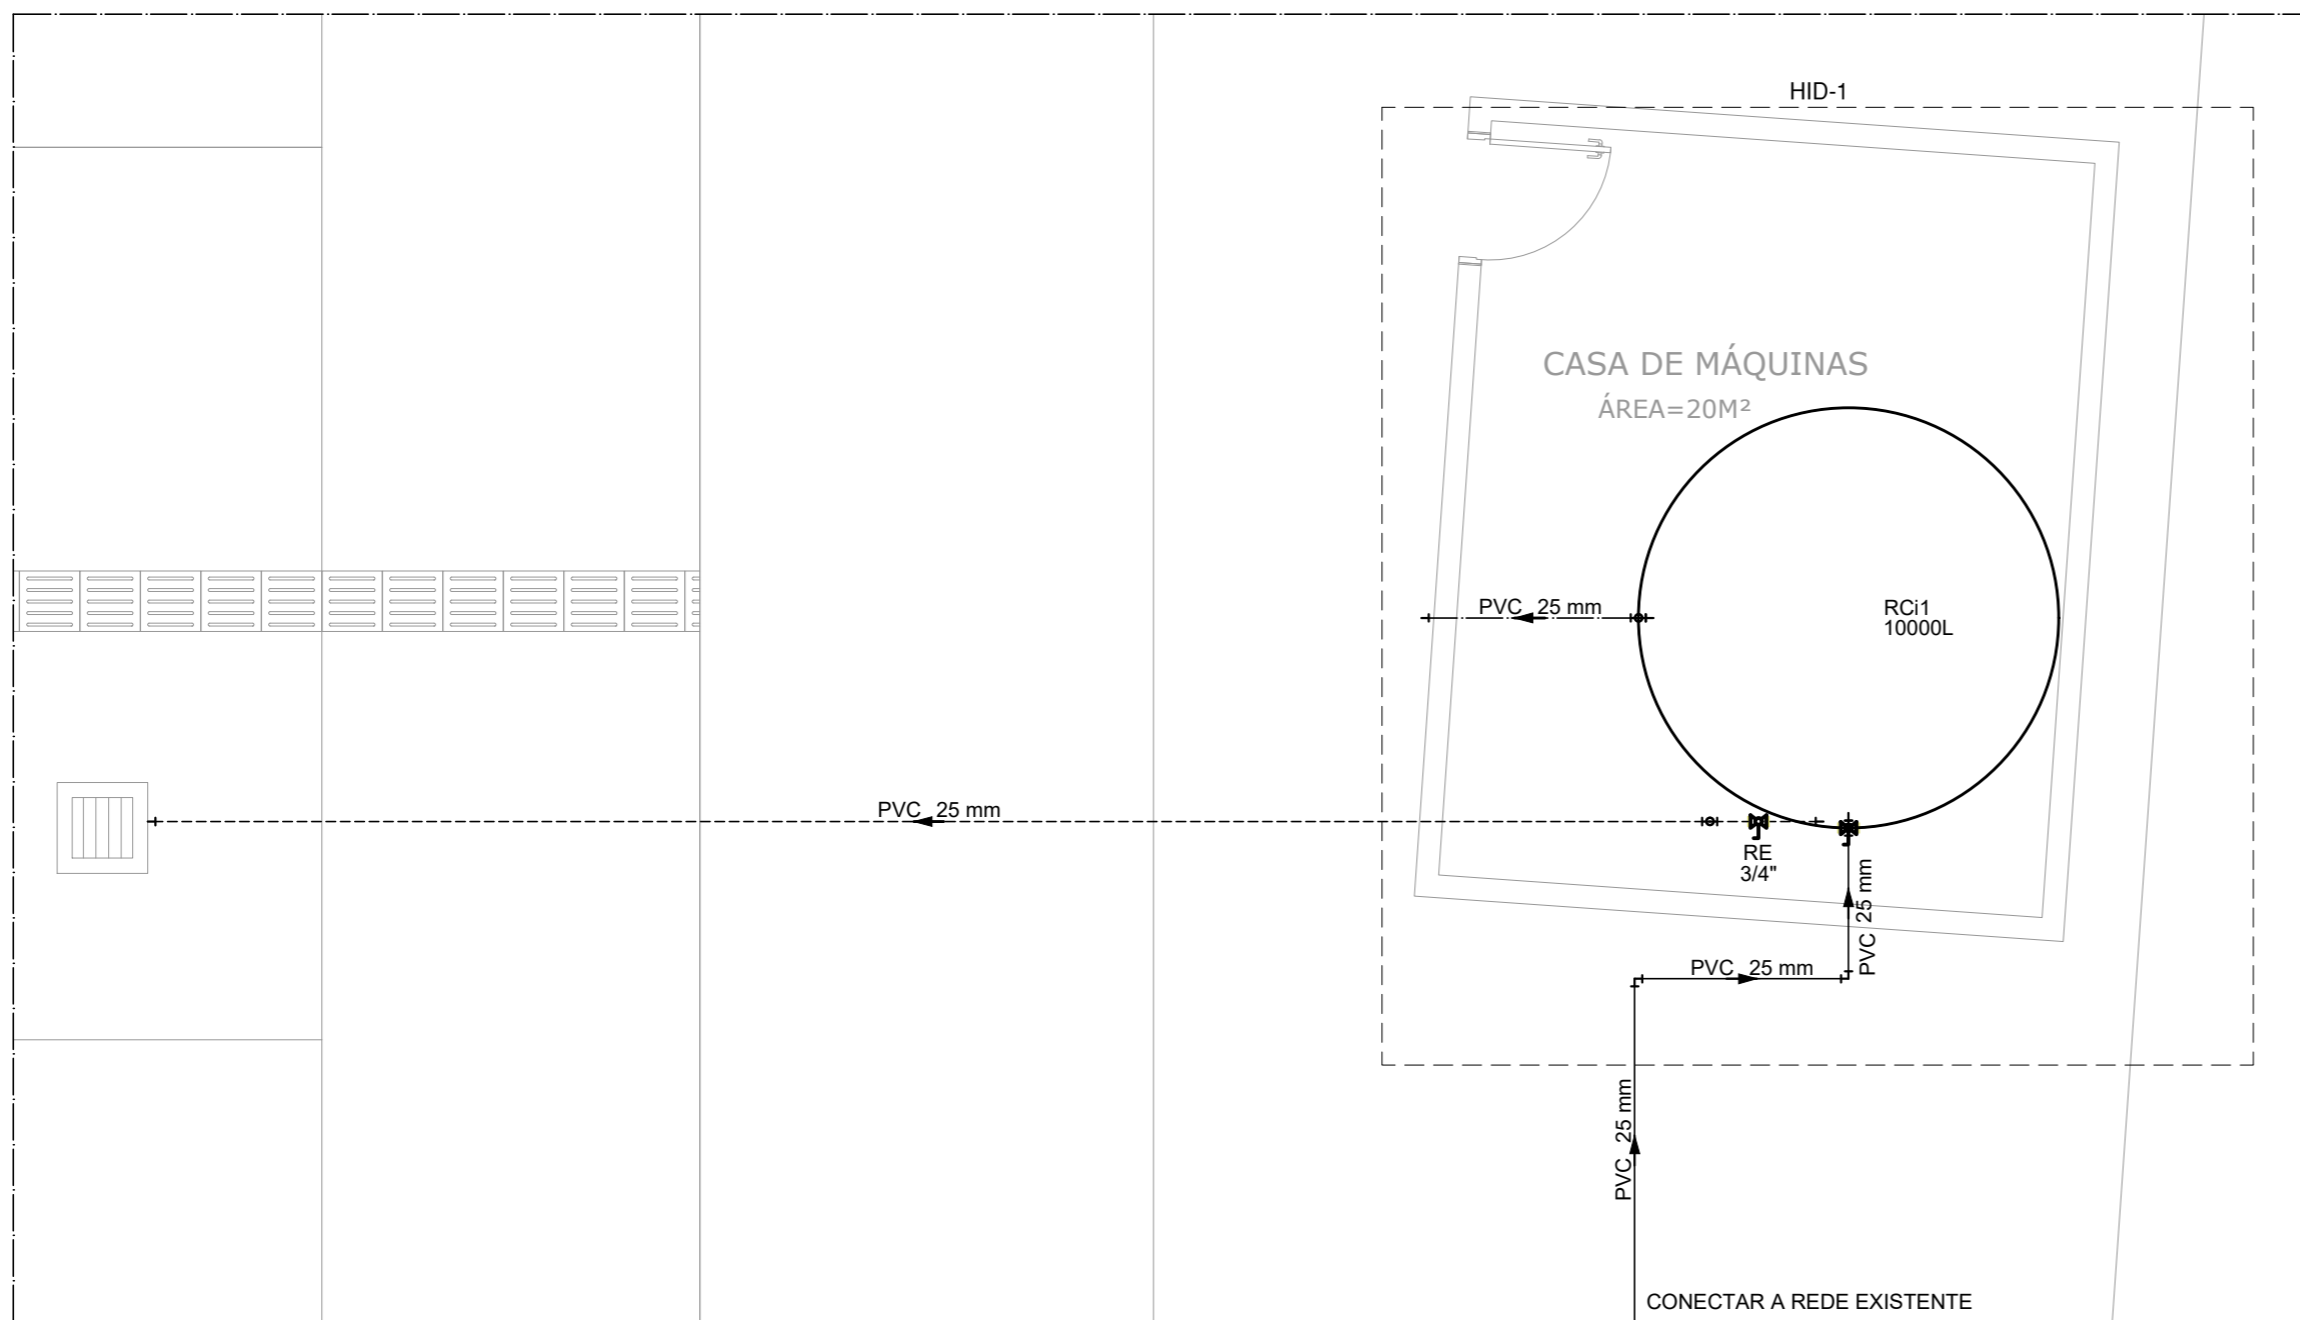 HID-1
CASA DE MÁQUINAS
ÁREA=20M²
PVC 25 mm
RCi1
10000L
PVC 25 mm
RE
3/4"
PVC 25 mm
PVC 25 mm
PVC 25 mm
CONECTAR A REDE EXISTENTE